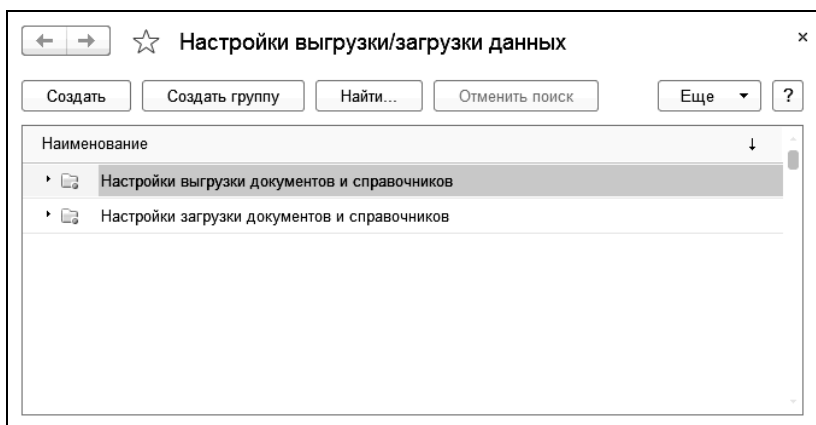 Настройки выгрузки/загрузки данных
Создать Создать группу Найти... Отменить поиск Еще ?
Наименование
Настройки выгрузки документов и справочников
Настройки загрузки документов и справочников